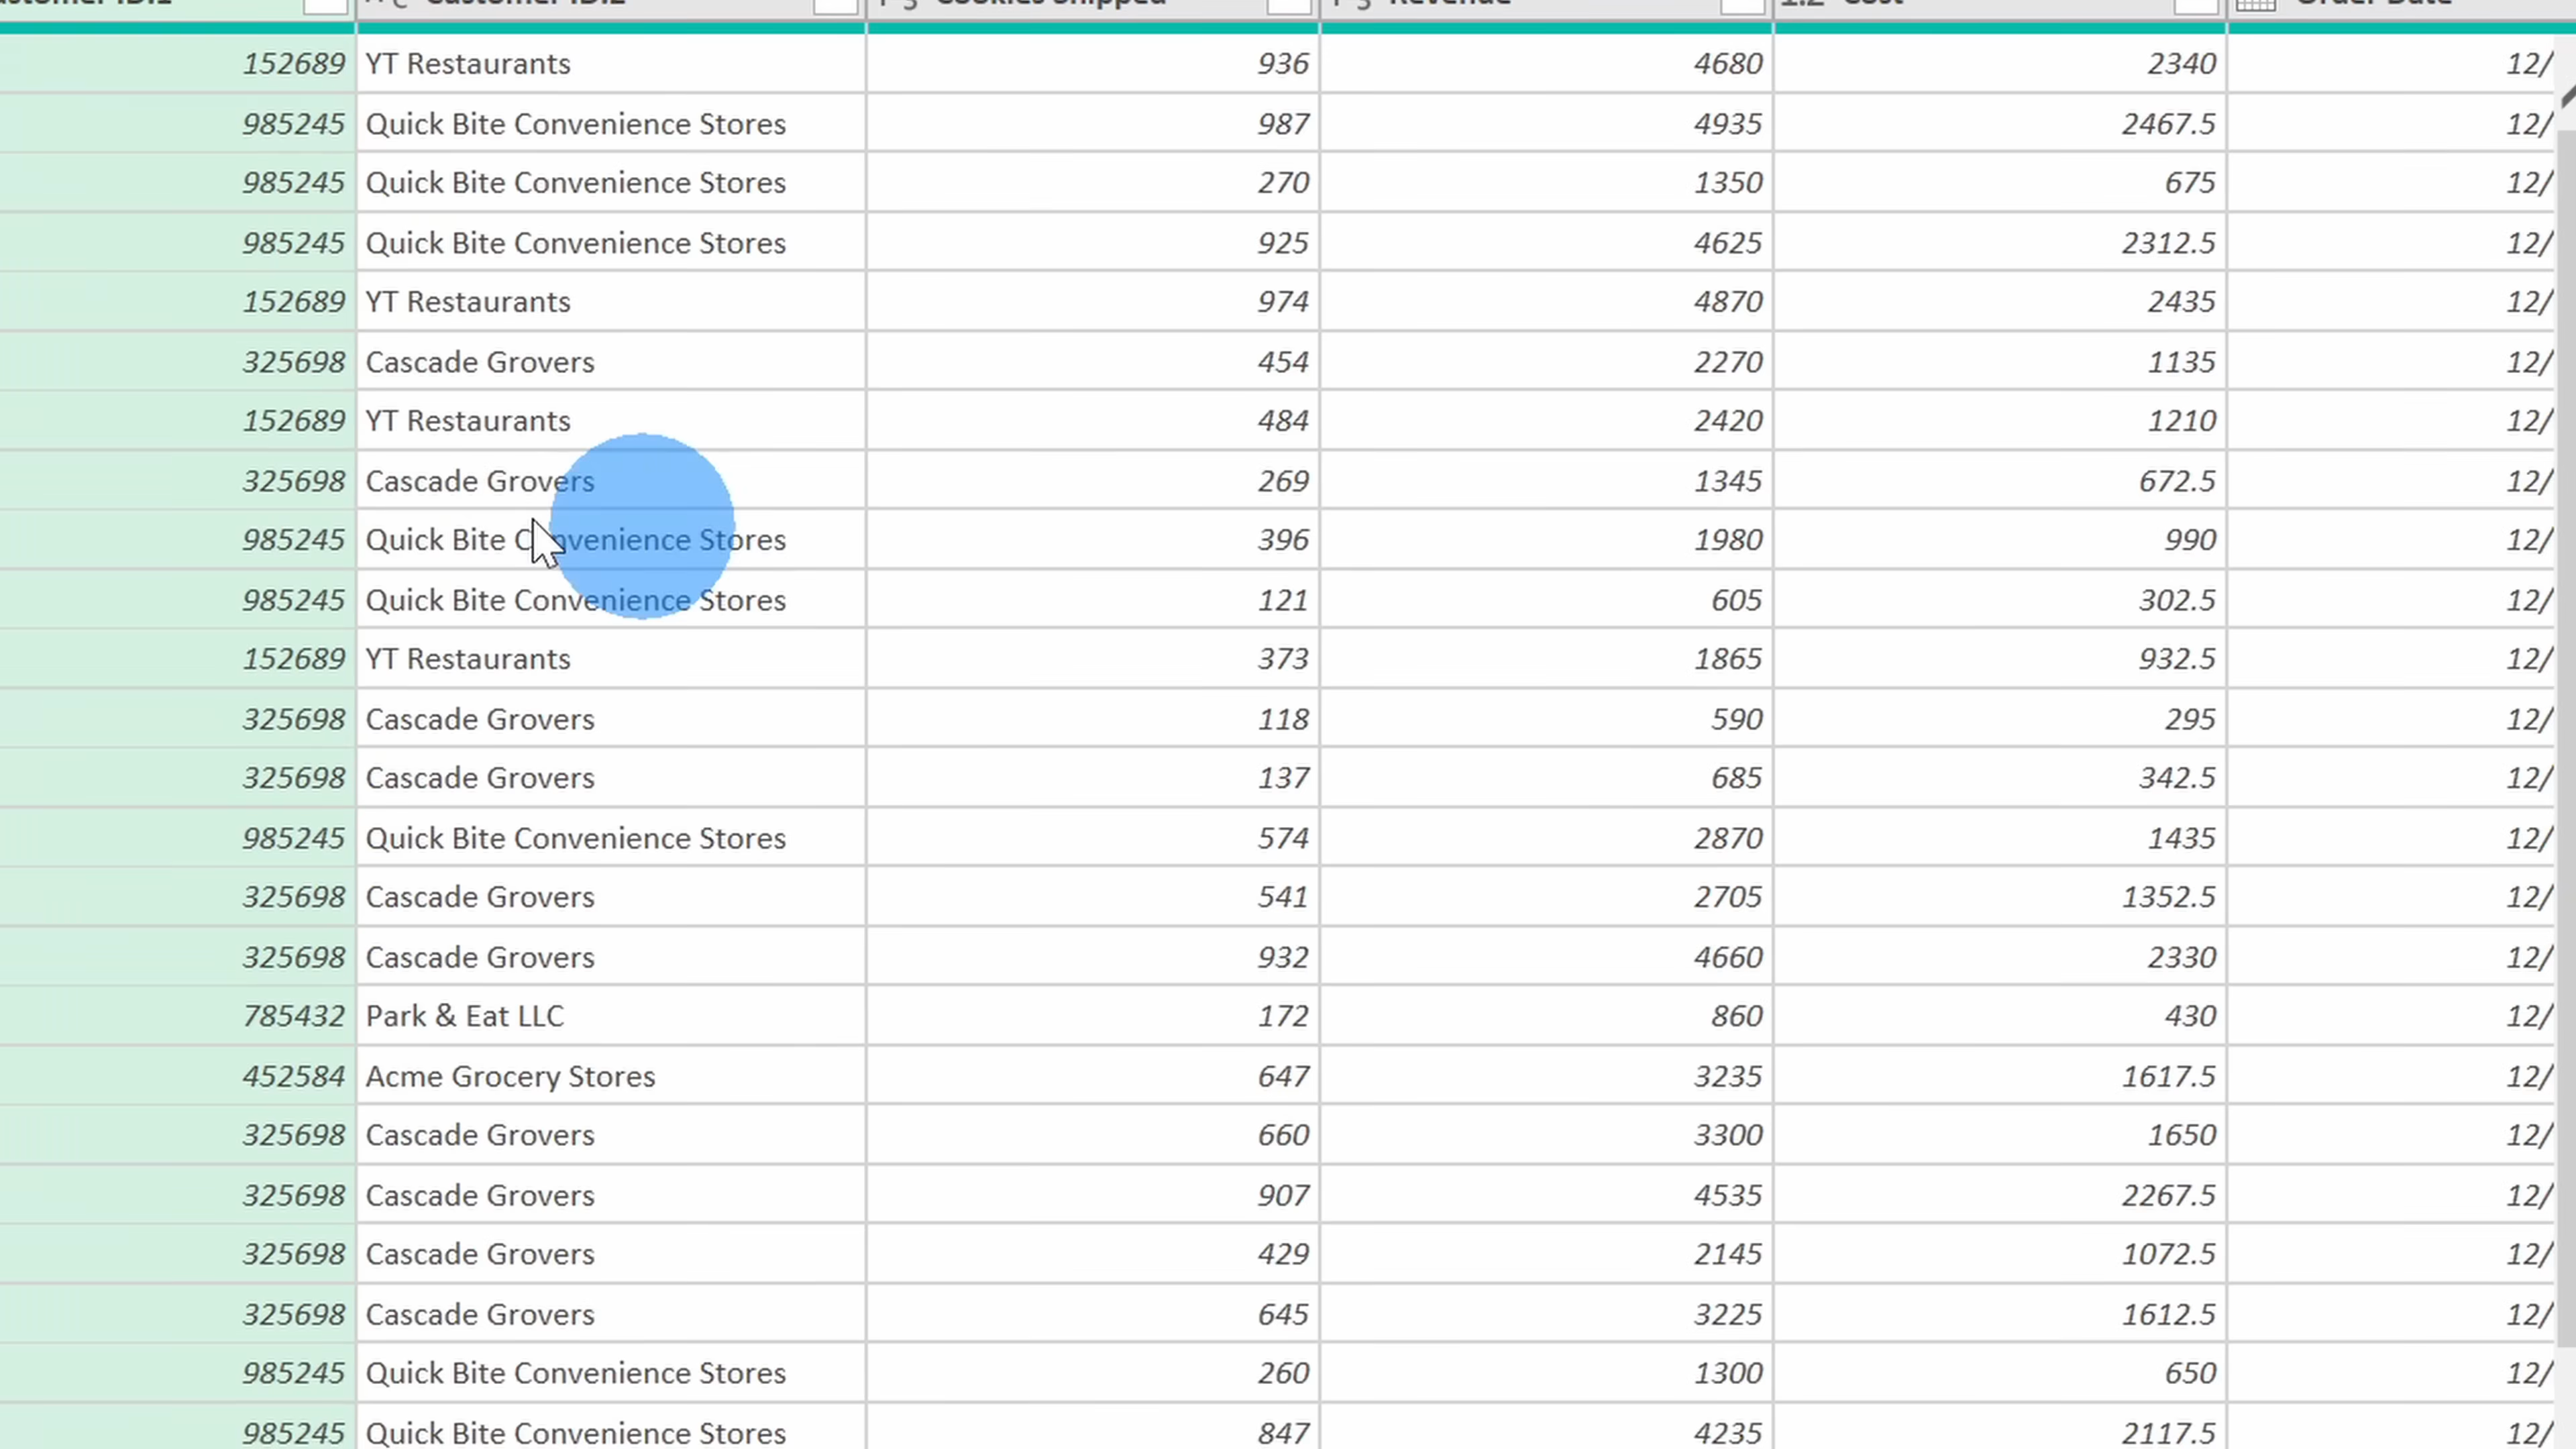 152689 YT Restaurants 936 4680 2340 12/
985245 Quick Bite Convenience Stores 987 4935 2467.5 12/
985245 Quick Bite Convenience Stores 270 1350 675 12/
985245 Quick Bite Convenience Stores 925 4625 2312.5 12/
152689 YT Restaurants 974 4870 2435 12/
325698 Cascade Grovers 454 2270 1135 12/
152689 YT Restaurants 484 2420 1210 12/
325698 Cascade Grovers 269 1345 672.5 12/
985245 Quick Bite Convenience Stores 396 1980 990 12/
985245 Quick Bite Convenience Stores 121 605 302.5 12/
152689 YT Restaurants 373 1865 932.5 12/
325698 Cascade Grovers 118 590 295 12/
325698 Cascade Grovers 137 685 342.5 12/
985245 Quick Bite Convenience Stores 574 2870 1435 12/
325698 Cascade Grovers 541 2705 1352.5 12/
325698 Cascade Grovers 932 4660 2330 12/
785432 Park & Eat LLC 172 860 430 12/
452584 Acme Grocery Stores 647 3235 1617.5 12/
325698 Cascade Grovers 660 3300 1650 12/
325698 Cascade Grovers 907 4535 2267.5 12/
325698 Cascade Grovers 429 2145 1072.5 12/
325698 Cascade Grovers 645 3225 1612.5 12/
985245 Quick Bite Convenience Stores 260 1300 650 12/
985245 Quick Bite Convenience Stores 847 4235 2117.5 12/